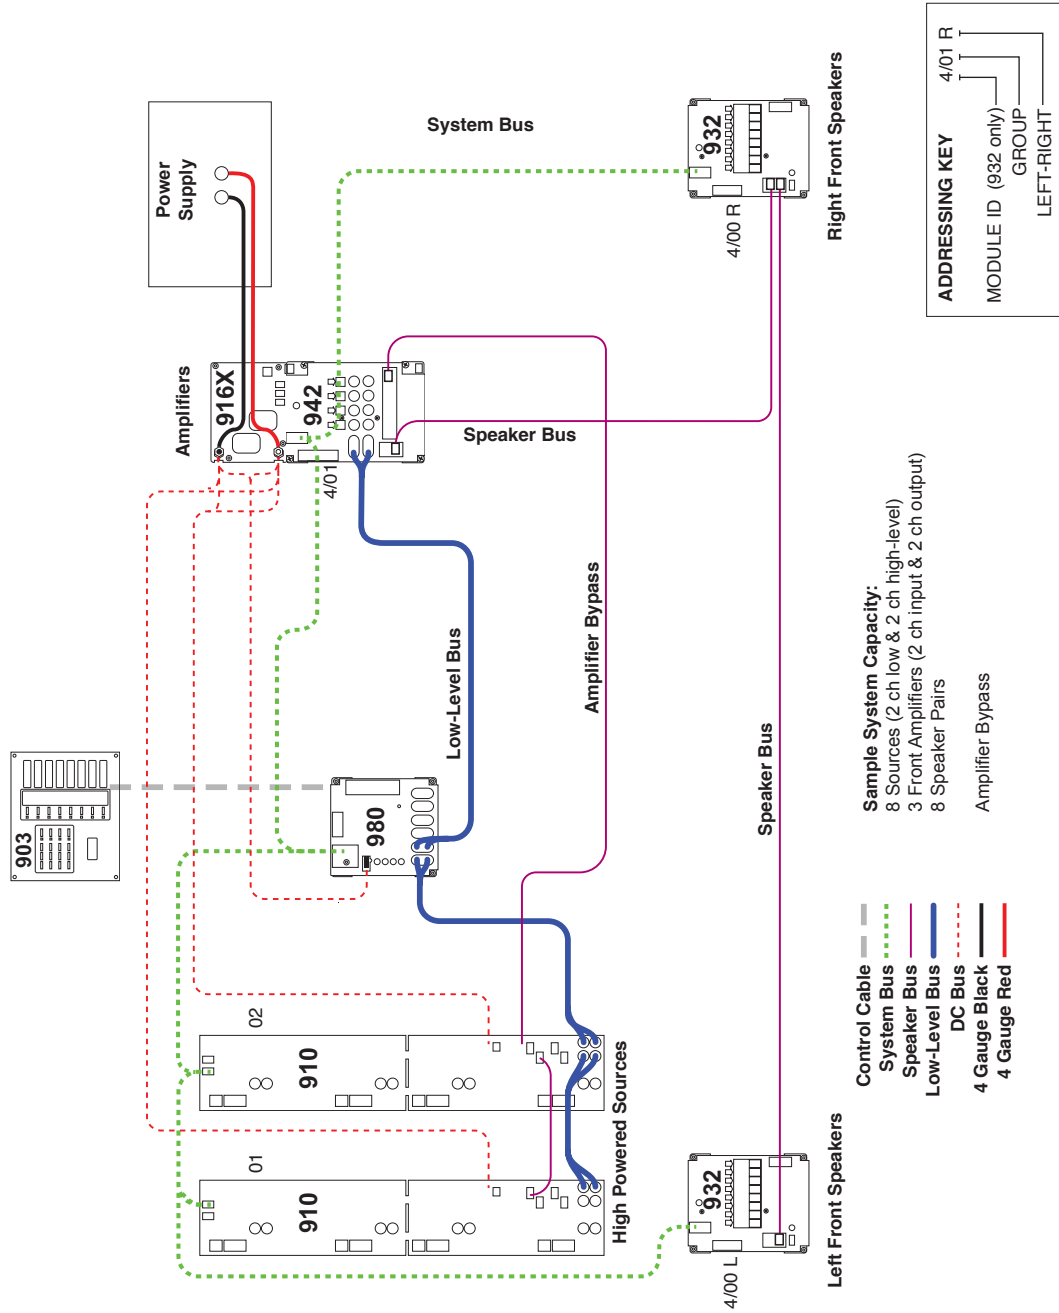 903
Power
Supply
Amplifiers
916X
942
4/01
System Bus
Speaker Bus
Low-Level Bus
Amplifier Bypass
980
02
910
01
910
High Powered Sources
932
4/00 R
Right Front Speakers
932
4/00 L
Left Front Speakers
Speaker Bus
ADDRESSING KEY
4/01 R
MODULE ID (932 only)
GROUP
LEFT-RIGHT
Sample System Capacity:
8 Sources (2 ch low & 2 ch high-level)
3 Front Amplifiers (2 ch input & 2 ch output)
8 Speaker Pairs
Amplifier Bypass
Control Cable
System Bus
Speaker Bus
Low-Level Bus
DC Bus
4 Gauge Black
4 Gauge Red